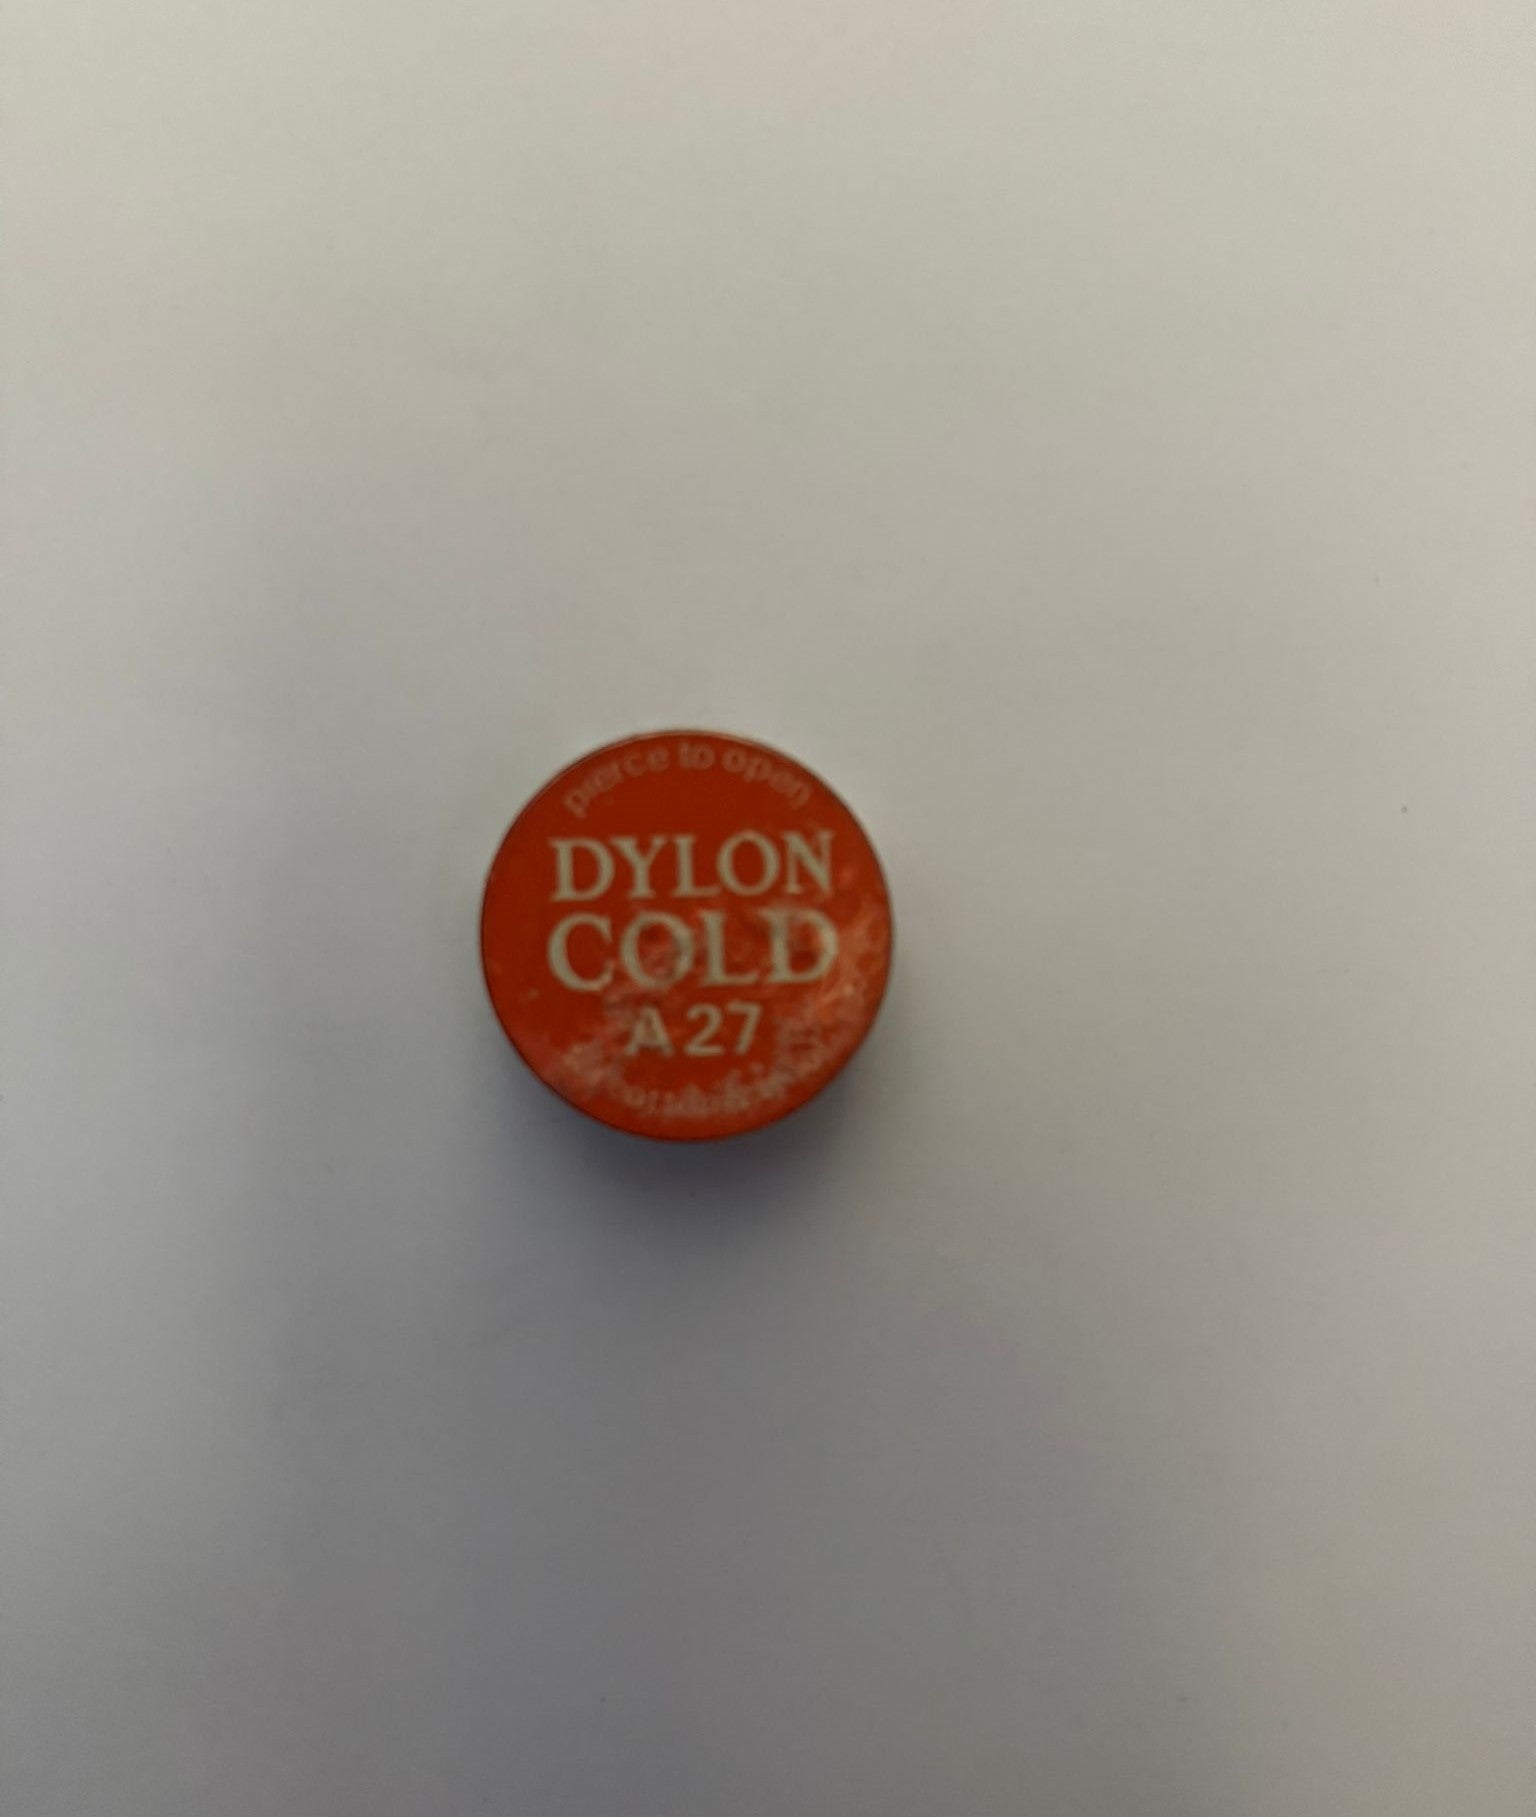 pierce to open
DYLON
COLD
A27